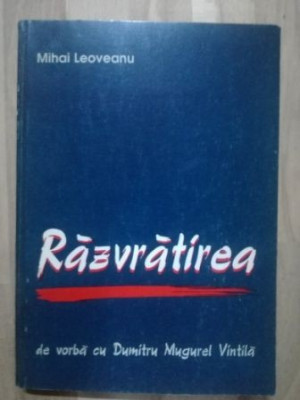 Mihai Leoveanu
Răzvrătirea
de vorbă cu Dumitru Mugurel Vintilă